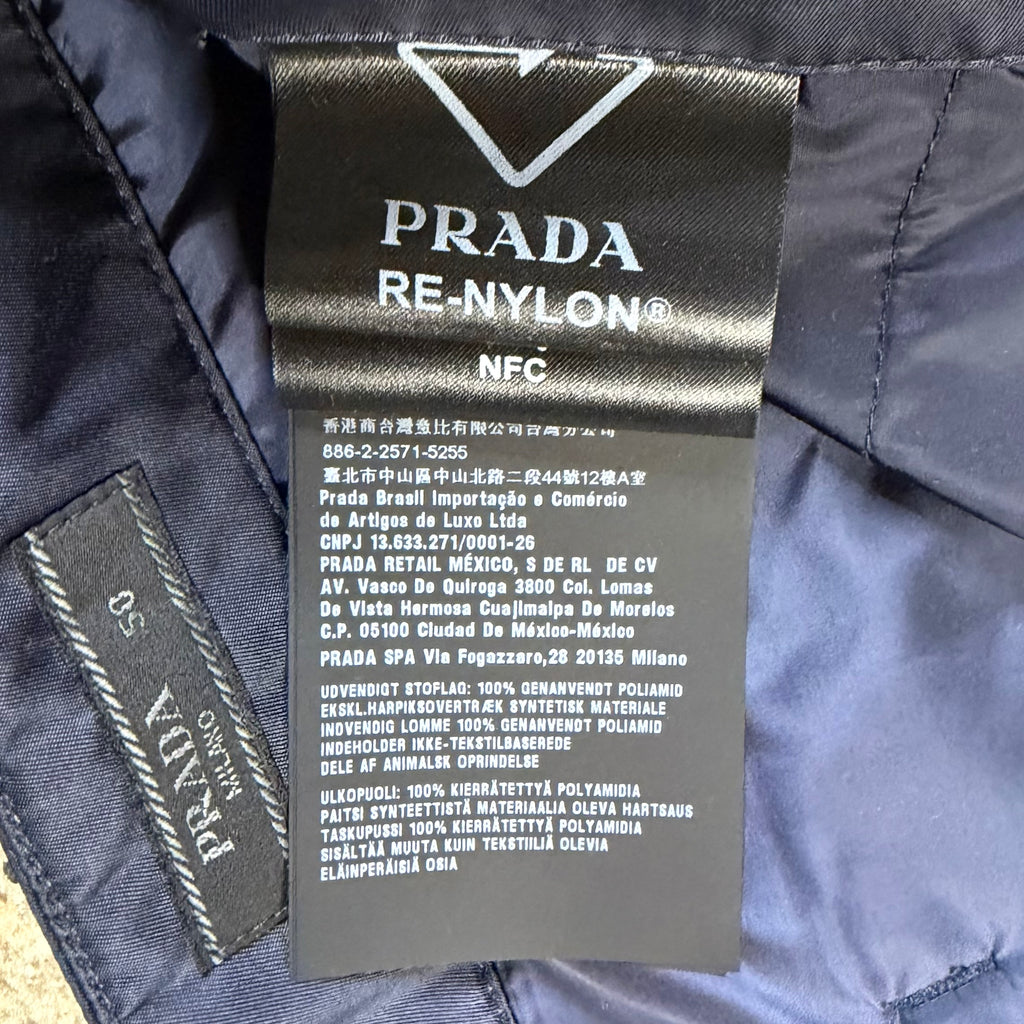 PRADA
RE-NYLON®
NFC
香港商台灣普比有限公司台灣分公司
886-2-2571-5255
臺北市中山區中山北路二段44號12樓A室
Prada Brasil Importação e Comércio
de Artigos de Luxo Ltda
CNPJ 13.633.271/0001-26
PRADA RETAIL MÉXICO, S DE RL DE CV
AV. Vasco De Quiroga 3800 Col. Lomas
De Vista Hermosa Cuajimalpa De Morelos
C.P. 05100 Ciudad De México-México
PRADA SPA Via Fogazzaro,28 20135 Milano
UDVENDIGT STOFLAG: 100% GENANVENDT POLIAMID
EKSKL.HARPIKSOVERTRÆK SYNTETISK MATERIALE
INDVENDIG LOMME 100% GENANVENDT POLIAMID
INDEHOLDER IKKE-TEKSTILBASEREDE
DELE AF ANIMALSK OPRINDELSE
ULKOPUOLI: 100% KIERRÄTETTYÄ POLYAMIDIA
PAITSI SYNTEETTISTÄ MATERIAALIA OLEVA HARTSAUS
TASKUPUSSI 100% KIERRÄTETTYÄ POLYAMIDIA
SISÄLTÄÄ MUUTA KUIN TEKSTIILIÄ OLEVIA
ELÄINPERÄISIÄ OSIA
50
PRADA
MILANO